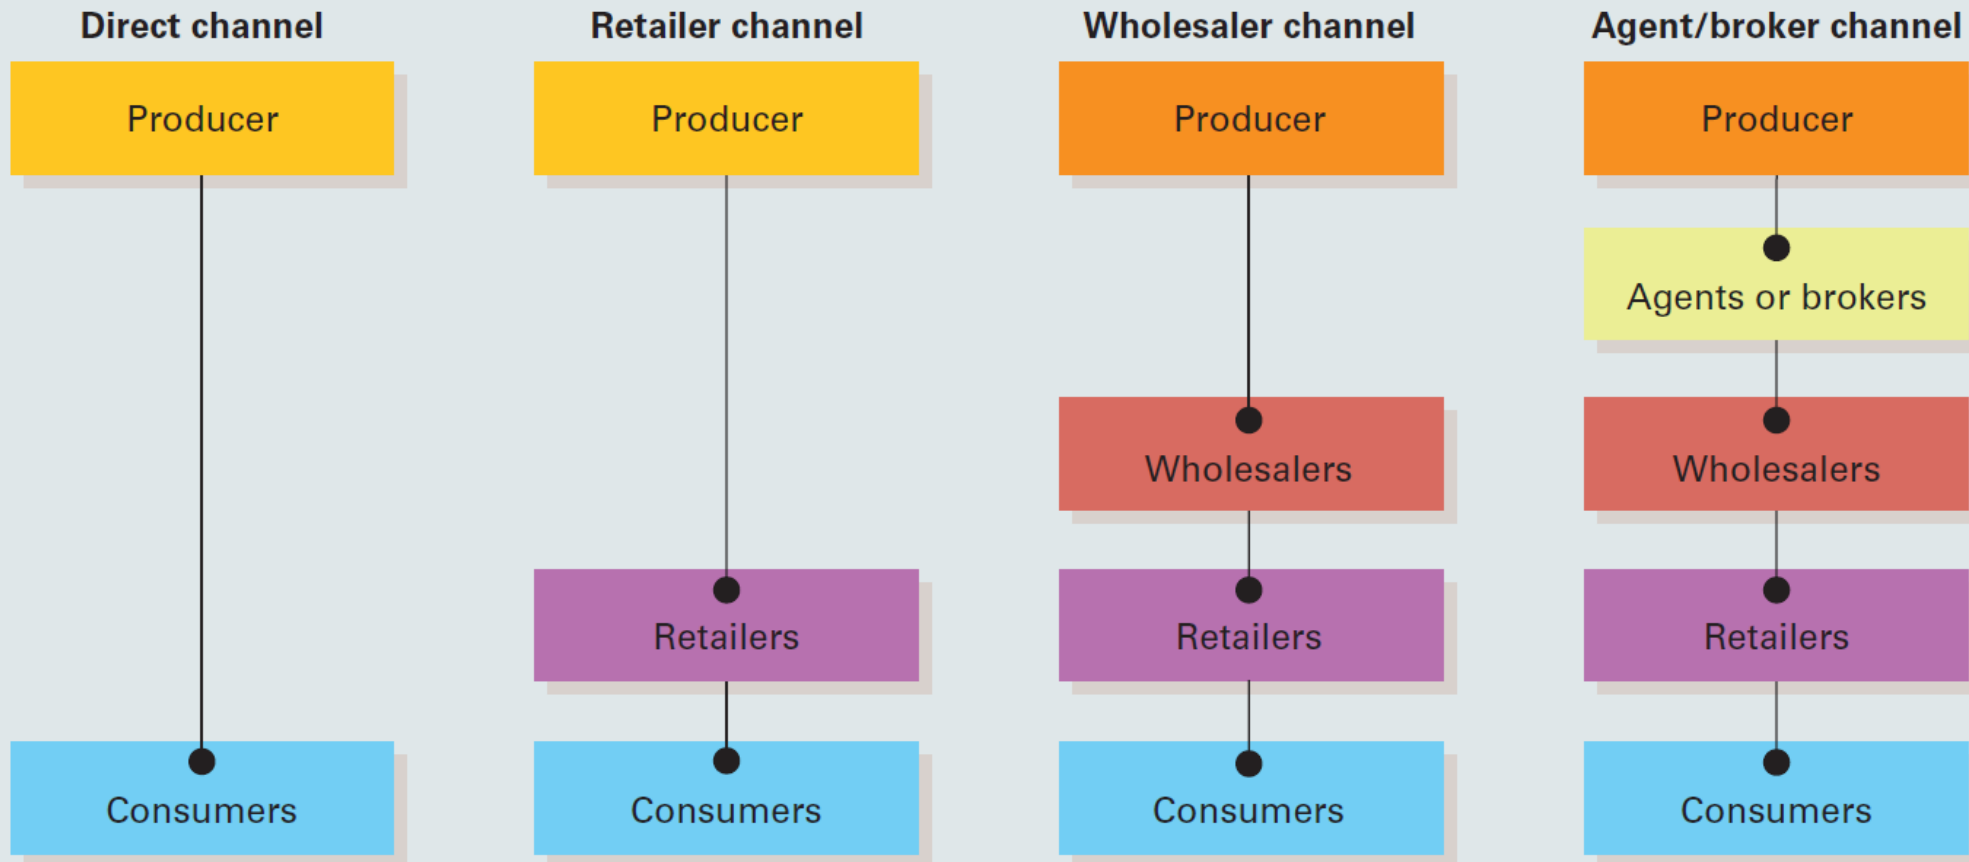 Direct channel
Retailer channel
Wholesaler channel
Agent/broker channel
Producer
Producer
Producer
Producer
Agents or brokers
Wholesalers
Wholesalers
Retailers
Retailers
Retailers
Consumers
Consumers
Consumers
Consumers